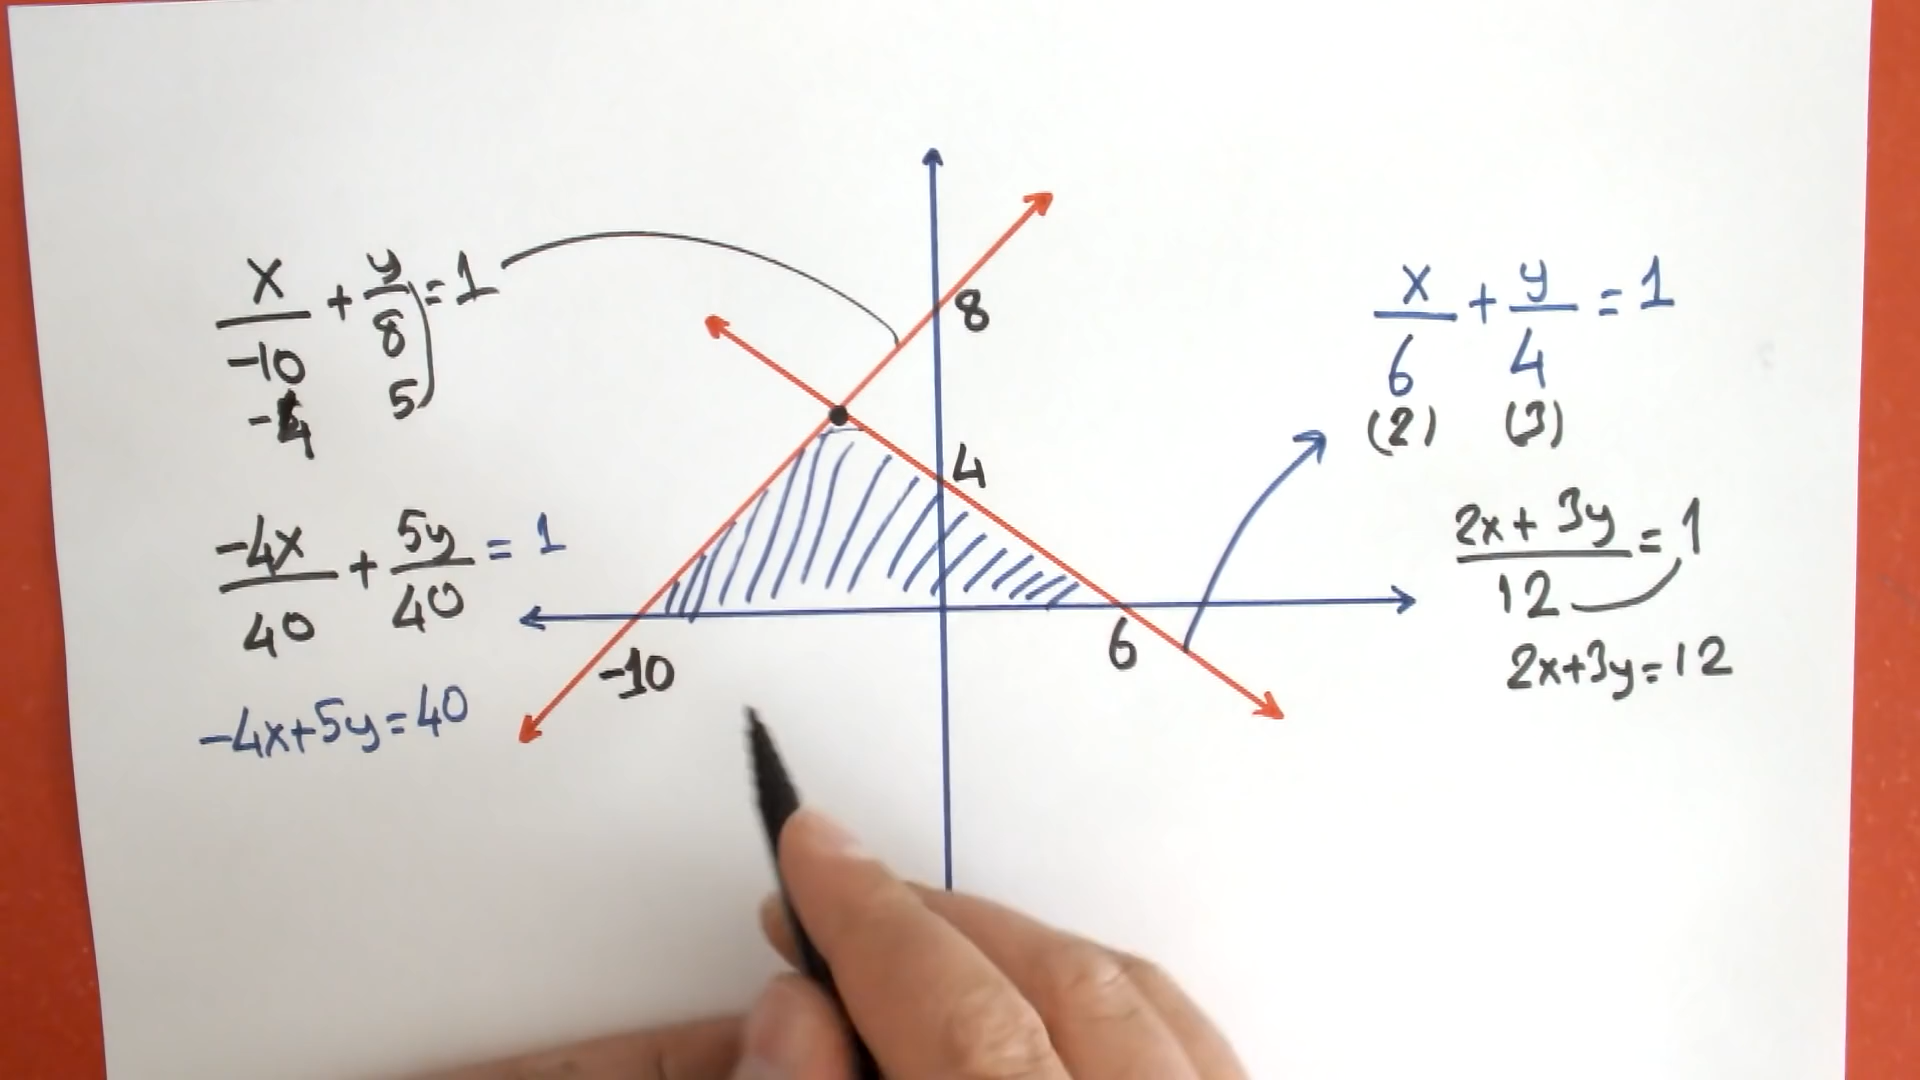 x/-10 + y/8 = 1
-4 5
-4x/40 + 5y/40 = 1
-4x+5y=40
8
4
-10
6
x/6 + y/4 = 1
(2) (3)
2x+3y/12 = 1
2x+3y=12